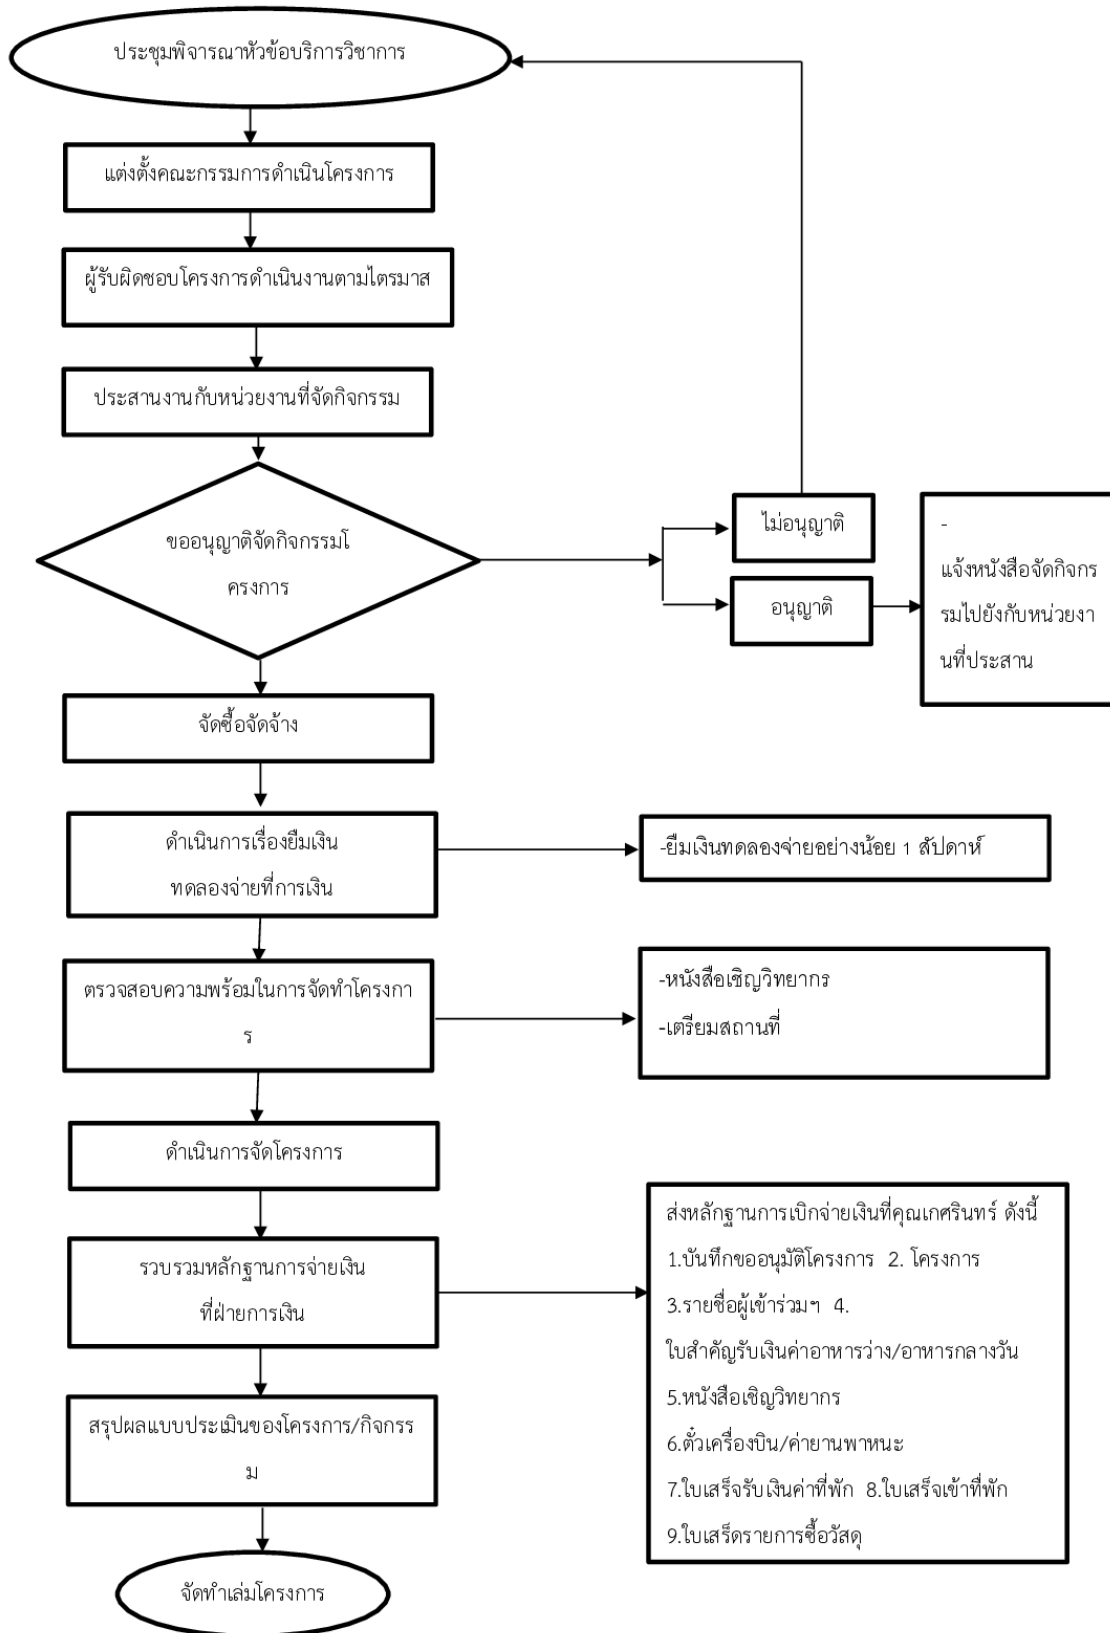 ประชุมพิจารณาหัวข้อบริการวิชาการ
แต่งตั้งคณะกรรมการดำเนินโครงการ
ผู้รับผิดชอบโครงการดำเนินงานตามไตรมาส
ประสานงานกับหน่วยงานที่จัดกิจกรรม
ขออนุญาติจัดกิจกรรมโ
ครงการ
ไม่อนุญาติ
อนุญาติ
-
แจ้งหนังสือจัดกิจกร
รมไปยังกับหน่วยงา
นที่ประสาน
จัดซื้อจัดจ้าง
ดำเนินการเรื่องยืมเงิน
ทดลองจ่ายที่การเงิน
-ยืมเงินทดลองจ่ายอย่างน้อย 1 สัปดาห์
ตรวจสอบความพร้อมในการจัดทำโครงกา
ร
-หนังสือเชิญวิทยากร
-เตรียมสถานที่
ดำเนินการจัดโครงการ
รวบรวมหลักฐานการจ่ายเงิน
ที่ฝ่ายการเงิน
ส่งหลักฐานการเบิกจ่ายเงินที่คุณเกศรินทร์ ดังนี้
1.บันทึกขออนุมัติโครงการ 2. โครงการ
3.รายชื่อผู้เข้าร่วมฯ 4.
ใบสำคัญรับเงินค่าอาหารว่าง/อาหารกลางวัน
5.หนังสือเชิญวิทยากร
6.ตั๋วเครื่องบิน/ค่ายานพาหนะ
7.ใบเสร็จรับเงินค่าที่พัก 8.ใบเสร็จเข้าที่พัก
9.ใบเสร็ดรายการซื้อวัสดุ
สรุปผลแบบประเมินของโครงการ/กิจกรร
ม
จัดทำเล่มโครงการ